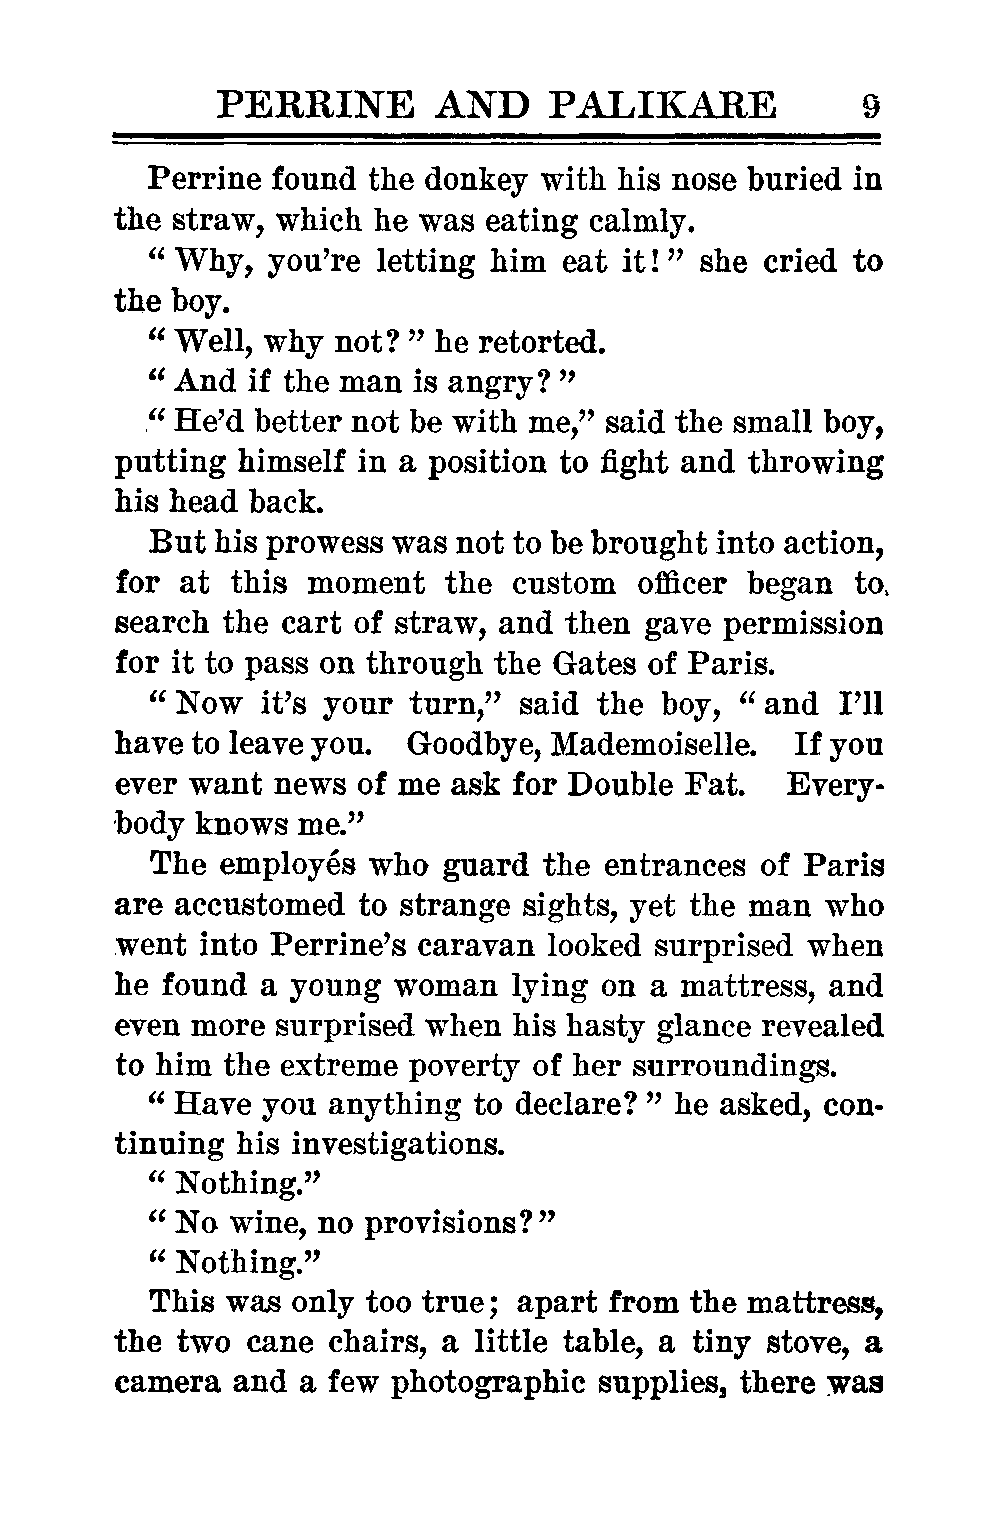 PERRINE AND PALIKARE 9
Perrine found the donkey with his nose buried in
the straw, which he was eating calmly.
“ Why, you’re letting him eat it! ” she cried to
the boy.
“ Well, why not? ” he retorted.
“ And if the man is angry? ”
“ He’d better not be with me,” said the small boy,
putting himself in a position to fight and throwing
his head back.
But his prowess was not to be brought into action,
for at this moment the custom officer began to
search the cart of straw, and then gave permission
for it to pass on through the Gates of Paris.
“ Now it’s your turn,” said the boy, “ and I’ll
have to leave you. Goodbye, Mademoiselle. If you
ever want news of me ask for Double Fat. Every-
body knows me.”
The employés who guard the entrances of Paris
are accustomed to strange sights, yet the man who
went into Perrine’s caravan looked surprised when
he found a young woman lying on a mattress, and
even more surprised when his hasty glance revealed
to him the extreme poverty of her surroundings.
“ Have you anything to declare? ” he asked, con-
tinuing his investigations.
“ Nothing.”
“ No wine, no provisions? ”
“ Nothing.”
This was only too true; apart from the mattress,
the two cane chairs, a little table, a tiny stove, a
camera and a few photographic supplies, there was